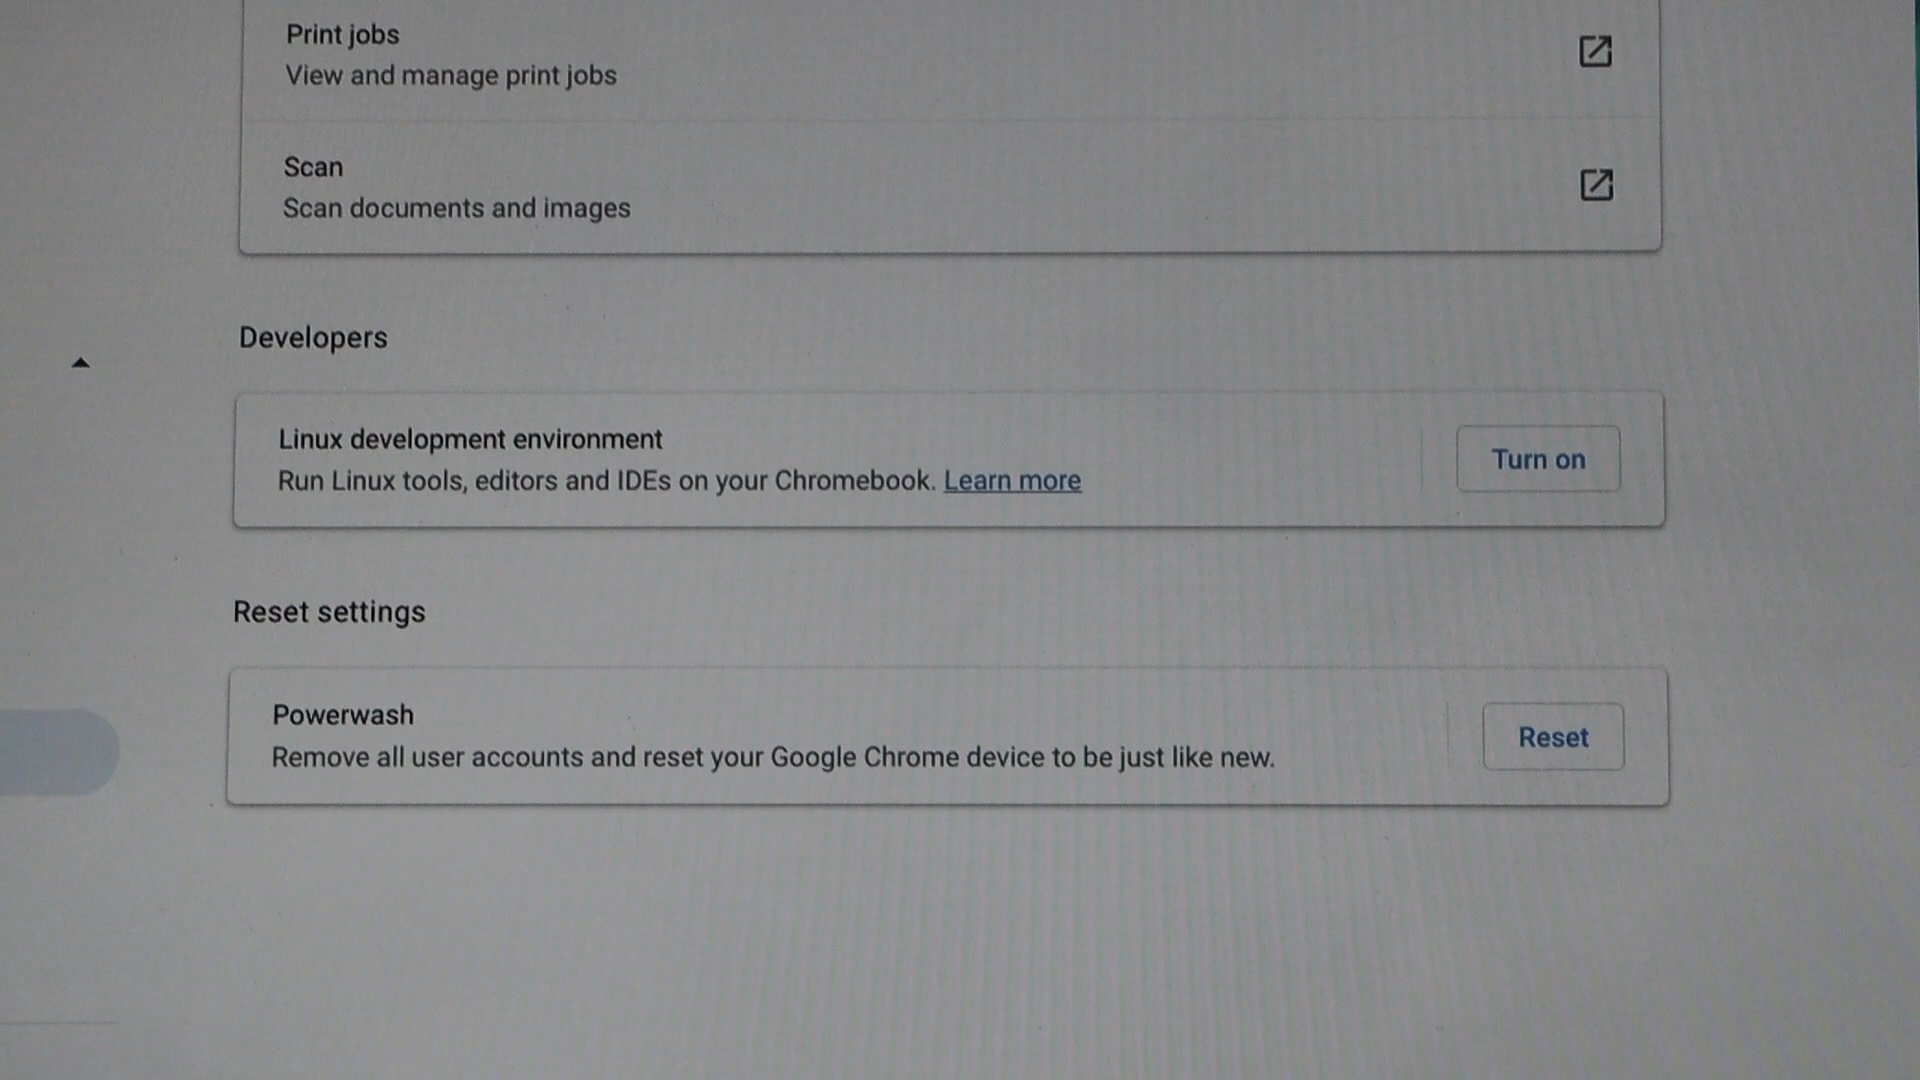 Print jobs
View and manage print jobs
Scan
Scan documents and images
Developers
Linux development environment
Run Linux tools, editors and IDEs on your Chromebook. Learn more
Turn on
Reset settings
Powerwash
Remove all user accounts and reset your Google Chrome device to be just like new.
Reset